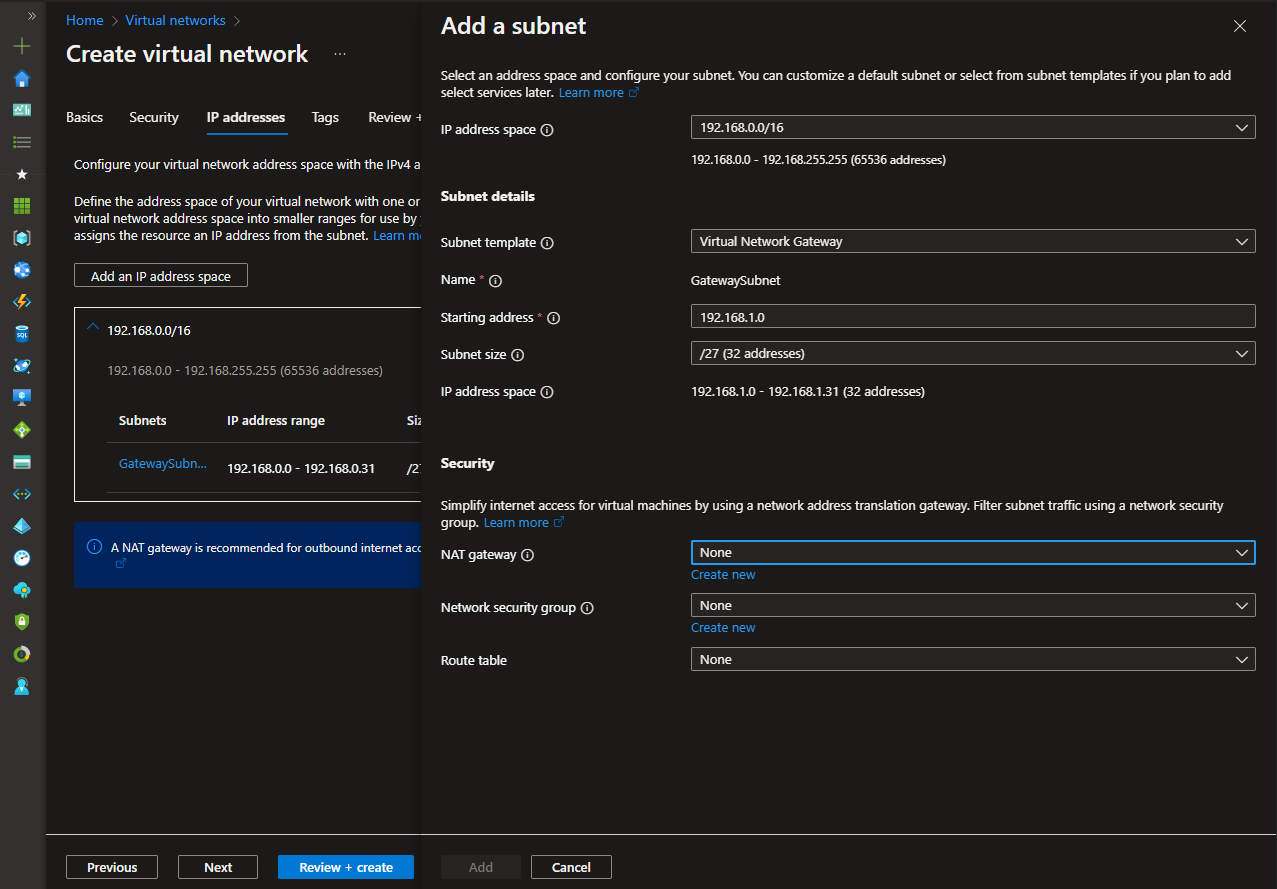 Home > Virtual networks >
Create virtual network ...
Basics Security IP addresses Tags Review +
Configure your virtual network address space with the IPv4 a
Define the address space of your virtual network with one or
virtual network address space into smaller ranges for use by
assigns the resource an IP address from the subnet. Learn mo
Add an IP address space
192.168.0.0/16
192.168.0.0 - 192.168.255.255 (65536 addresses)
Subnets IP address range Siz
GatewaySubn... 192.168.0.0 - 192.168.0.31 /27
A NAT gateway is recommended for outbound internet acc
Previous Next Review + create
Add a subnet
Select an address space and configure your subnet. You can customize a default subnet or select from subnet templates if you plan to add
select services later. Learn more
IP address space 192.168.0.0/16
192.168.0.0 - 192.168.255.255 (65536 addresses)
Subnet details
Subnet template Virtual Network Gateway
Name * GatewaySubnet
Starting address * 192.168.1.0
Subnet size /27 (32 addresses)
IP address space 192.168.1.0 - 192.168.1.31 (32 addresses)
Security
Simplify internet access for virtual machines by using a network address translation gateway. Filter subnet traffic using a network security
group. Learn more
NAT gateway None
Create new
Network security group None
Create new
Route table None
Add Cancel